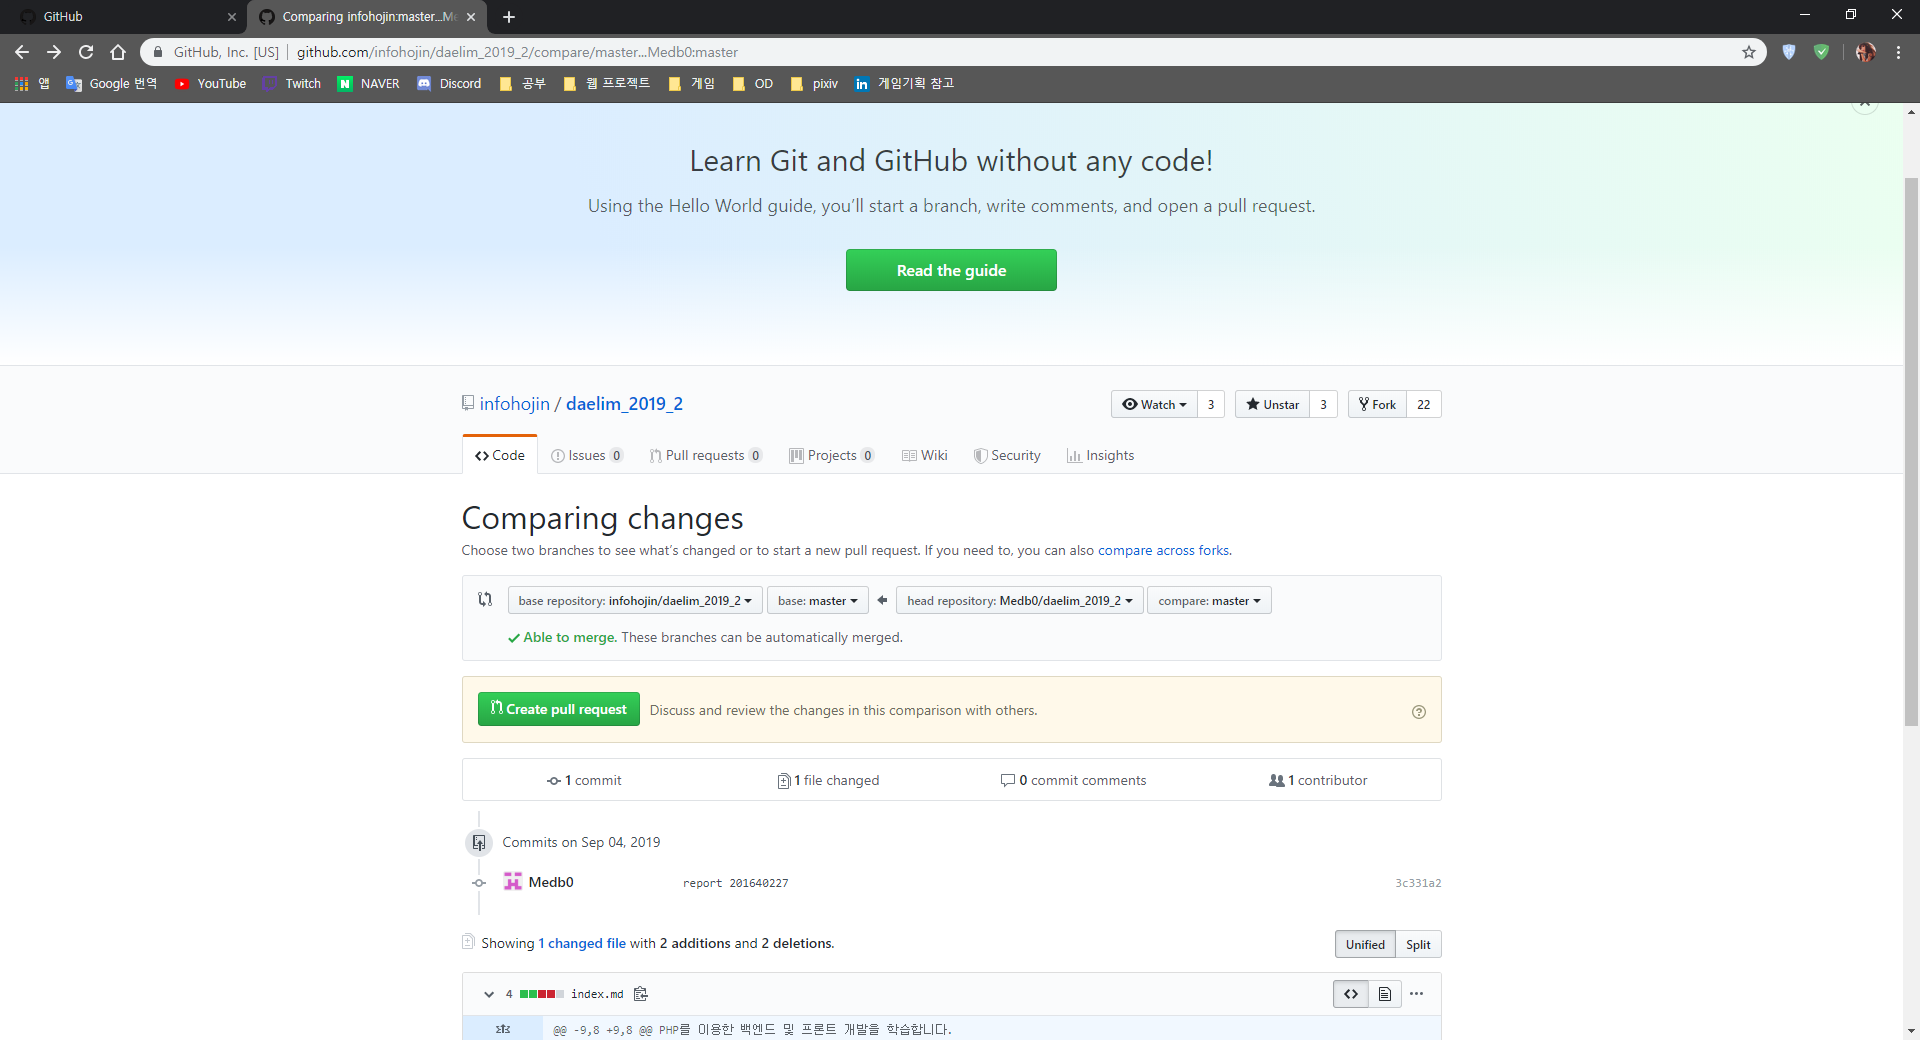 GitHub
Comparing infohojin:master...Me
GitHub, Inc. [US] github.com/infohojin/daelim_2019_2/compare/master...Medb0:master
앱 Google 번역 YouTube Twitch NAVER Discord 공부 웹 프로젝트 게임 OD pixiv 게임기획 참고
Learn Git and GitHub without any code!
Using the Hello World guide, you’ll start a branch, write comments, and open a pull request.
Read the guide
infohojin / daelim_2019_2
Watch 3 Unstar 3 Fork 22
Code Issues 0 Pull requests 0 Projects 0 Wiki Security Insights
Comparing changes
Choose two branches to see what’s changed or to start a new pull request. If you need to, you can also compare across forks.
base repository: infohojin/daelim_2019_2 base: master head repository: Medb0/daelim_2019_2 compare: master
Able to merge. These branches can be automatically merged.
Create pull request Discuss and review the changes in this comparison with others.
1 commit 1 file changed 0 commit comments 1 contributor
Commits on Sep 04, 2019
Medb0 report 201640227 3c331a2
Showing 1 changed file with 2 additions and 2 deletions.
Unified Split
4 index.md
@@ -9,8 +9,8 @@ PHP를 이용한 백엔드 및 프론트 개발을 학습합니다.